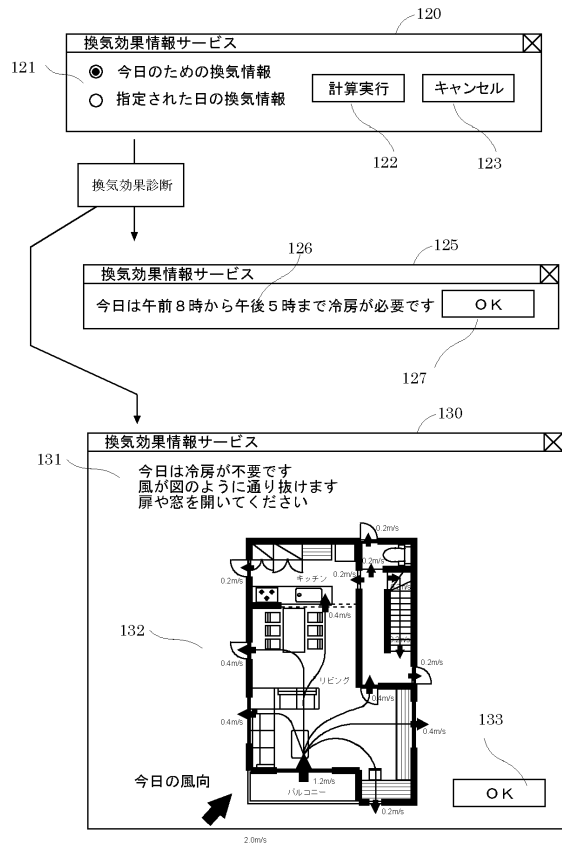 120
換気効果情報サービス
121
今日のための換気情報
指定された日の換気情報
計算実行
キャンセル
122
123
換気効果診断
126
125
換気効果情報サービス
今日は午前8時から午後5時まで冷房が必要です
OK
127
130
換気効果情報サービス
131
今日は冷房が不要です
風が図のように通り抜けます
扉や窓を開いてください
0.2m/s
0.2m/s
0.2m/s
0.2m/s
キッチン
0.4m/s
132
0.4m/s
0.2m/s
リビング
0.4m/s
0.4m/s
0.4m/s
133
今日の風向
1.2m/s
バルコニー
OK
0.2m/s
2.0m/s